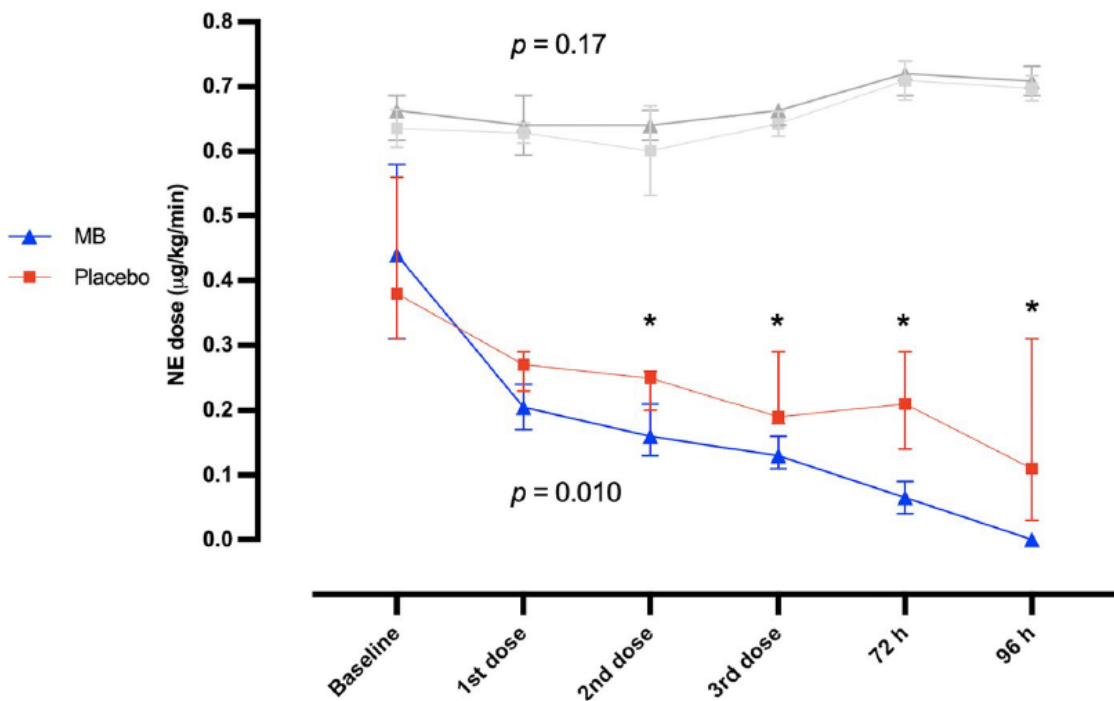 0.8
p = 0.17
0.7
0.6
NE dose (µg/kg/min)
0.5
MB
Placebo
0.4
0.3
* * * *
0.2
0.1
p = 0.010
0.0
Baseline
1st dose
2nd dose
3rd dose
72 h
96 h